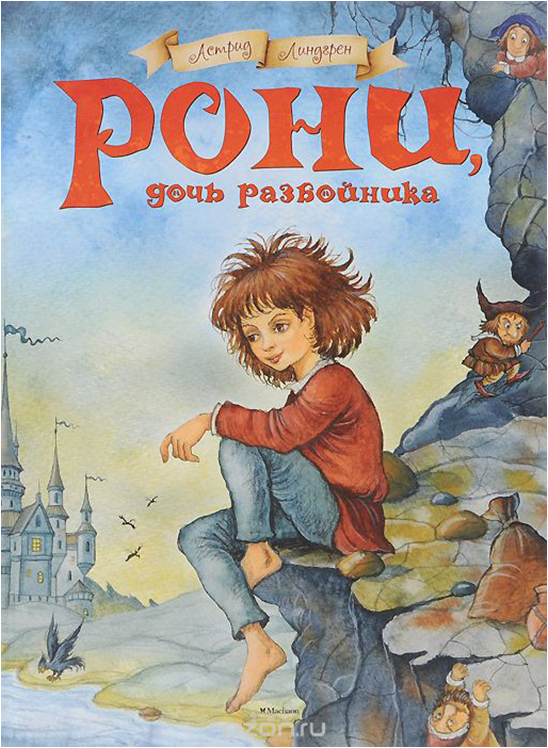 Астрид Линдгрен
Рони,
дочь разбойника
Machaon
ozon.ru